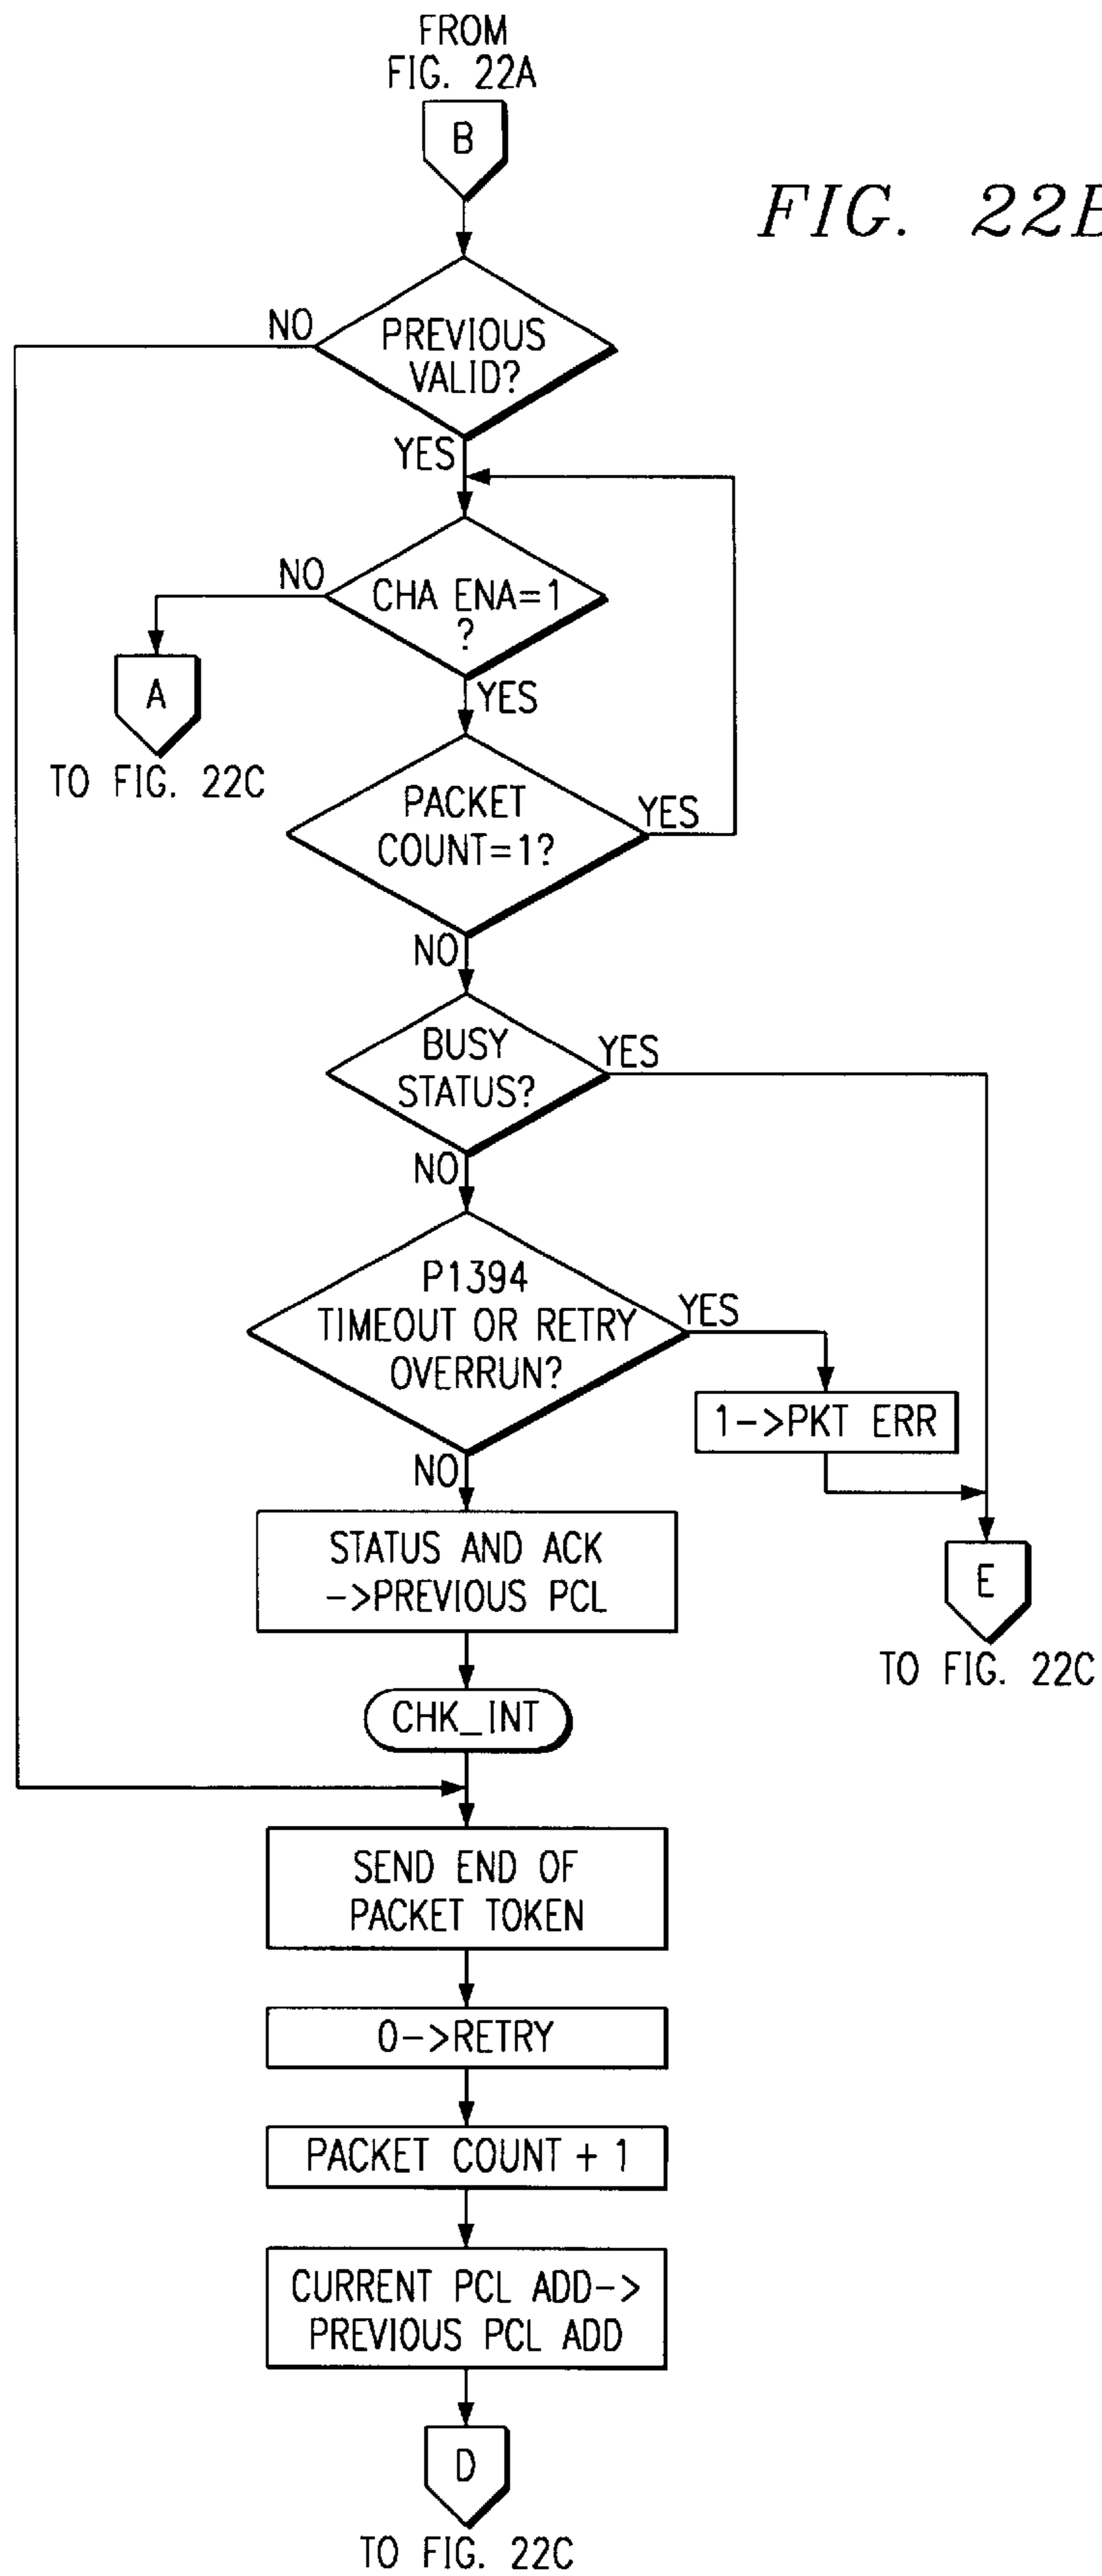 FROM
FIG. 22A
B
FIG. 22B
PREVIOUS
VALID?
NO
YES
CHA ENA=1
?
NO
A
TO FIG. 22C
YES
PACKET
COUNT=1?
YES
NO
BUSY
STATUS?
YES
NO
P1394
TIMEOUT OR RETRY
OVERRUN?
YES
1->PKT ERR
NO
STATUS AND ACK
->PREVIOUS PCL
E
TO FIG. 22C
CHK_INT
SEND END OF
PACKET TOKEN
0->RETRY
PACKET COUNT + 1
CURRENT PCL ADD->
PREVIOUS PCL ADD
D
TO FIG. 22C